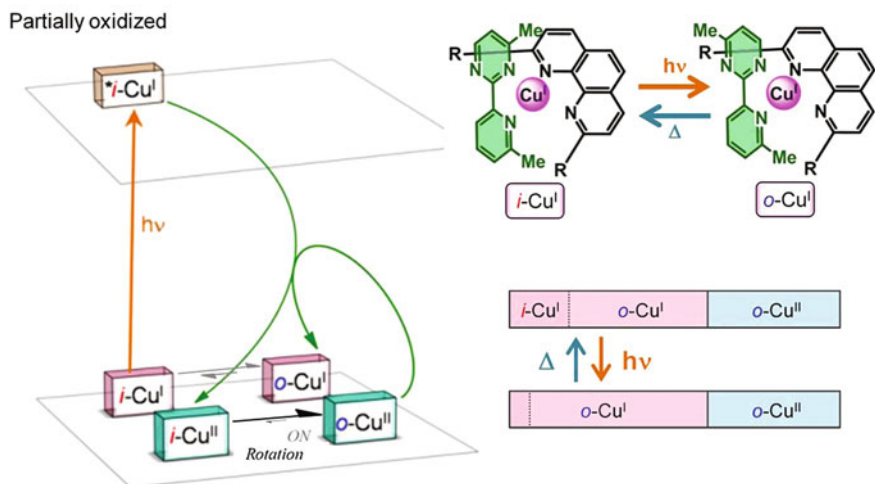 Partially oxidized
*i-Cuᴵ
hν
i-Cuᴵ
o-Cuᴵ
i-Cuᴵᴵ
o-Cuᴵᴵ
ON
Rotation
Me
R
N
N
N
Cuᴵ
N
N
Me
R
i-Cuᴵ
hν
Δ
Me
R
N
N
N
Cuᴵ
N
N
Me
R
o-Cuᴵ
i-Cuᴵ
o-Cuᴵ
o-Cuᴵᴵ
Δ
hν
o-Cuᴵ
o-Cuᴵᴵ